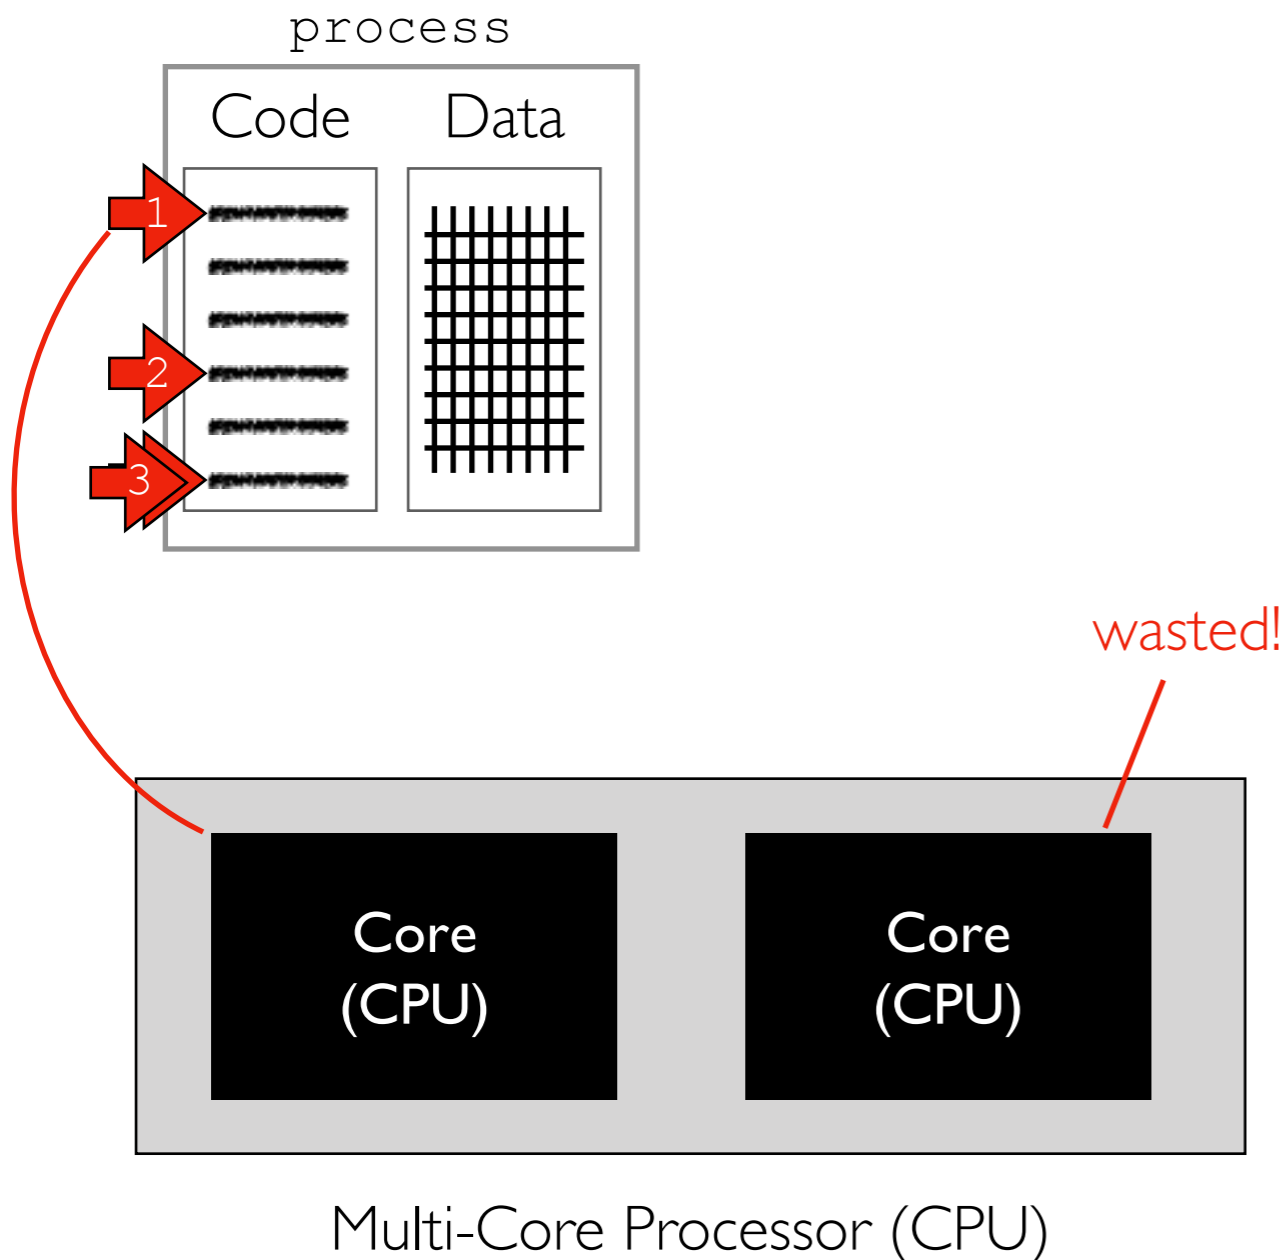 process
Code
Data
1
2
3
wasted!
Core
(CPU)
Core
(CPU)
Multi-Core Processor (CPU)